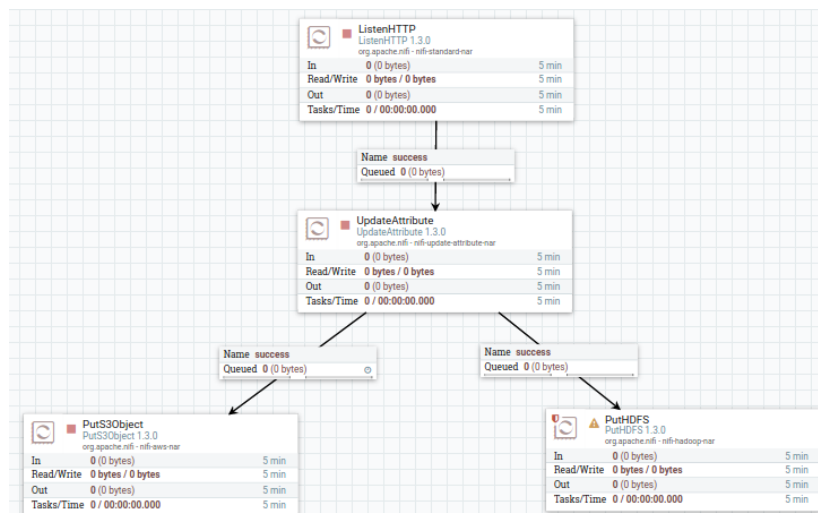 ListenHTTP
ListenHTTP 1.3.0
org.apache.nifi - nifi-standard-nar
In 0 (0 bytes) 5 min
Read/Write 0 bytes / 0 bytes 5 min
Out 0 (0 bytes) 5 min
Tasks/Time 0 / 00:00:00.000 5 min
Name success
Queued 0 (0 bytes)
UpdateAttribute
UpdateAttribute 1.3.0
org.apache.nifi - nifi-update-attribute-nar
In 0 (0 bytes) 5 min
Read/Write 0 bytes / 0 bytes 5 min
Out 0 (0 bytes) 5 min
Tasks/Time 0 / 00:00:00.000 5 min
Name success
Queued 0 (0 bytes)
Name success
Queued 0 (0 bytes)
PutS3Object
PutS3Object 1.3.0
org.apache.nifi - nifi-aws-nar
In 0 (0 bytes) 5 min
Read/Write 0 bytes / 0 bytes 5 min
Out 0 (0 bytes) 5 min
Tasks/Time 0 / 00:00:00.000 5 min
PutHDFS
PutHDFS 1.3.0
org.apache.nifi - nifi-hadoop-nar
In 0 (0 bytes) 5 min
Read/Write 0 bytes / 0 bytes 5 min
Out 0 (0 bytes) 5 min
Tasks/Time 0 / 00:00:00.000 5 min